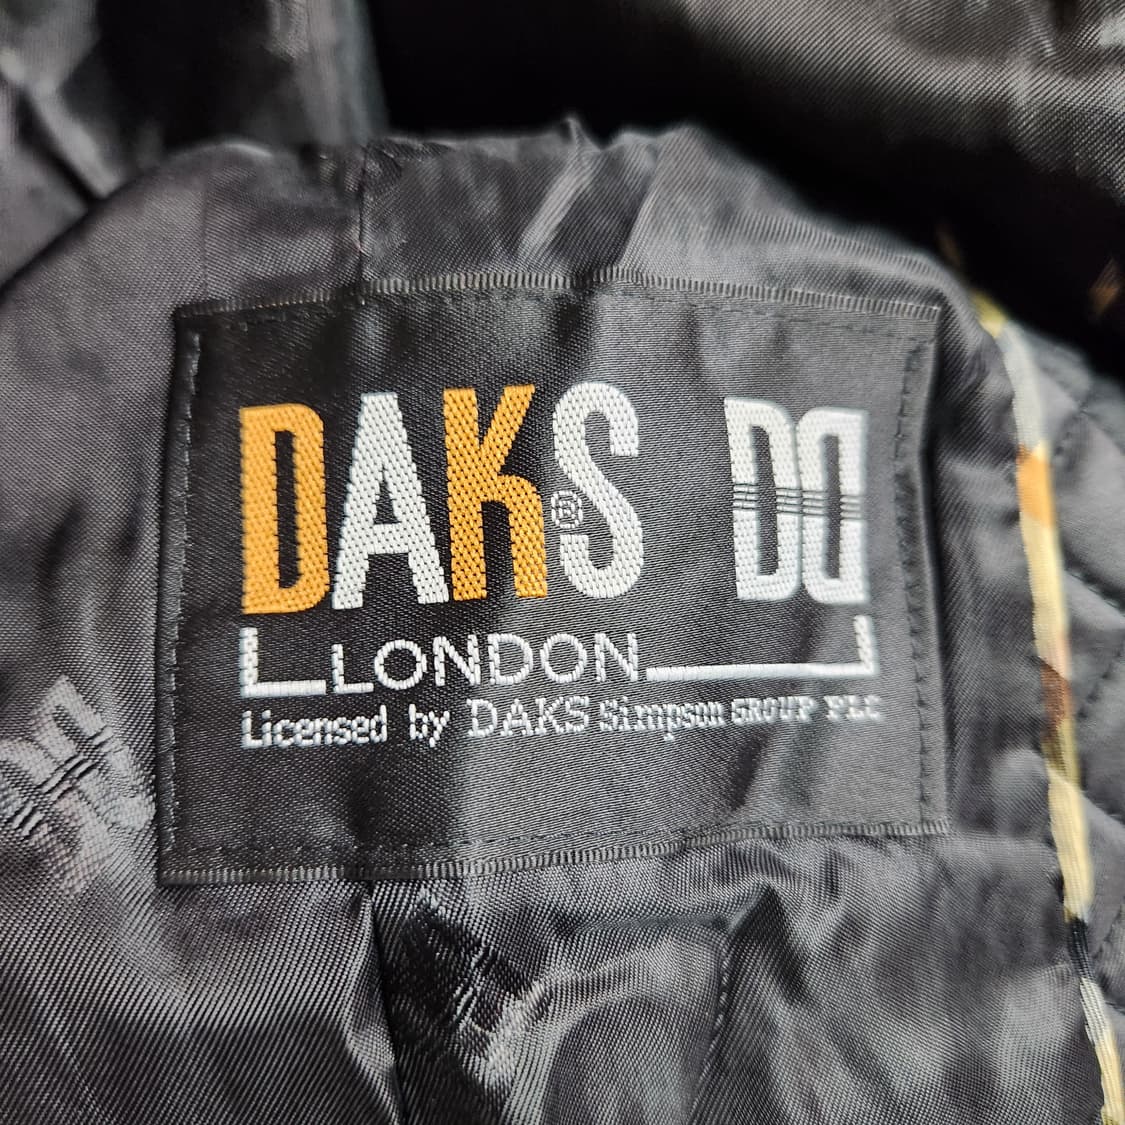 DAKS® DD
LONDON
Licensed by DAKS Simpson GROUP PLC